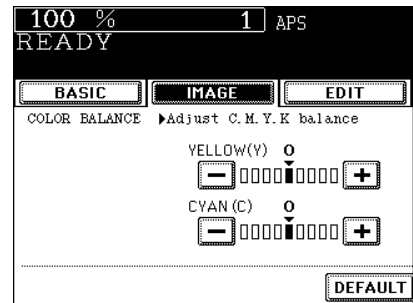 100 % 1 APS
READY
BASIC IMAGE EDIT
COLOR BALANCE ▶Adjust C.M.Y.K balance
YELLOW(Y) 0
− +
CYAN(C) 0
− +
DEFAULT